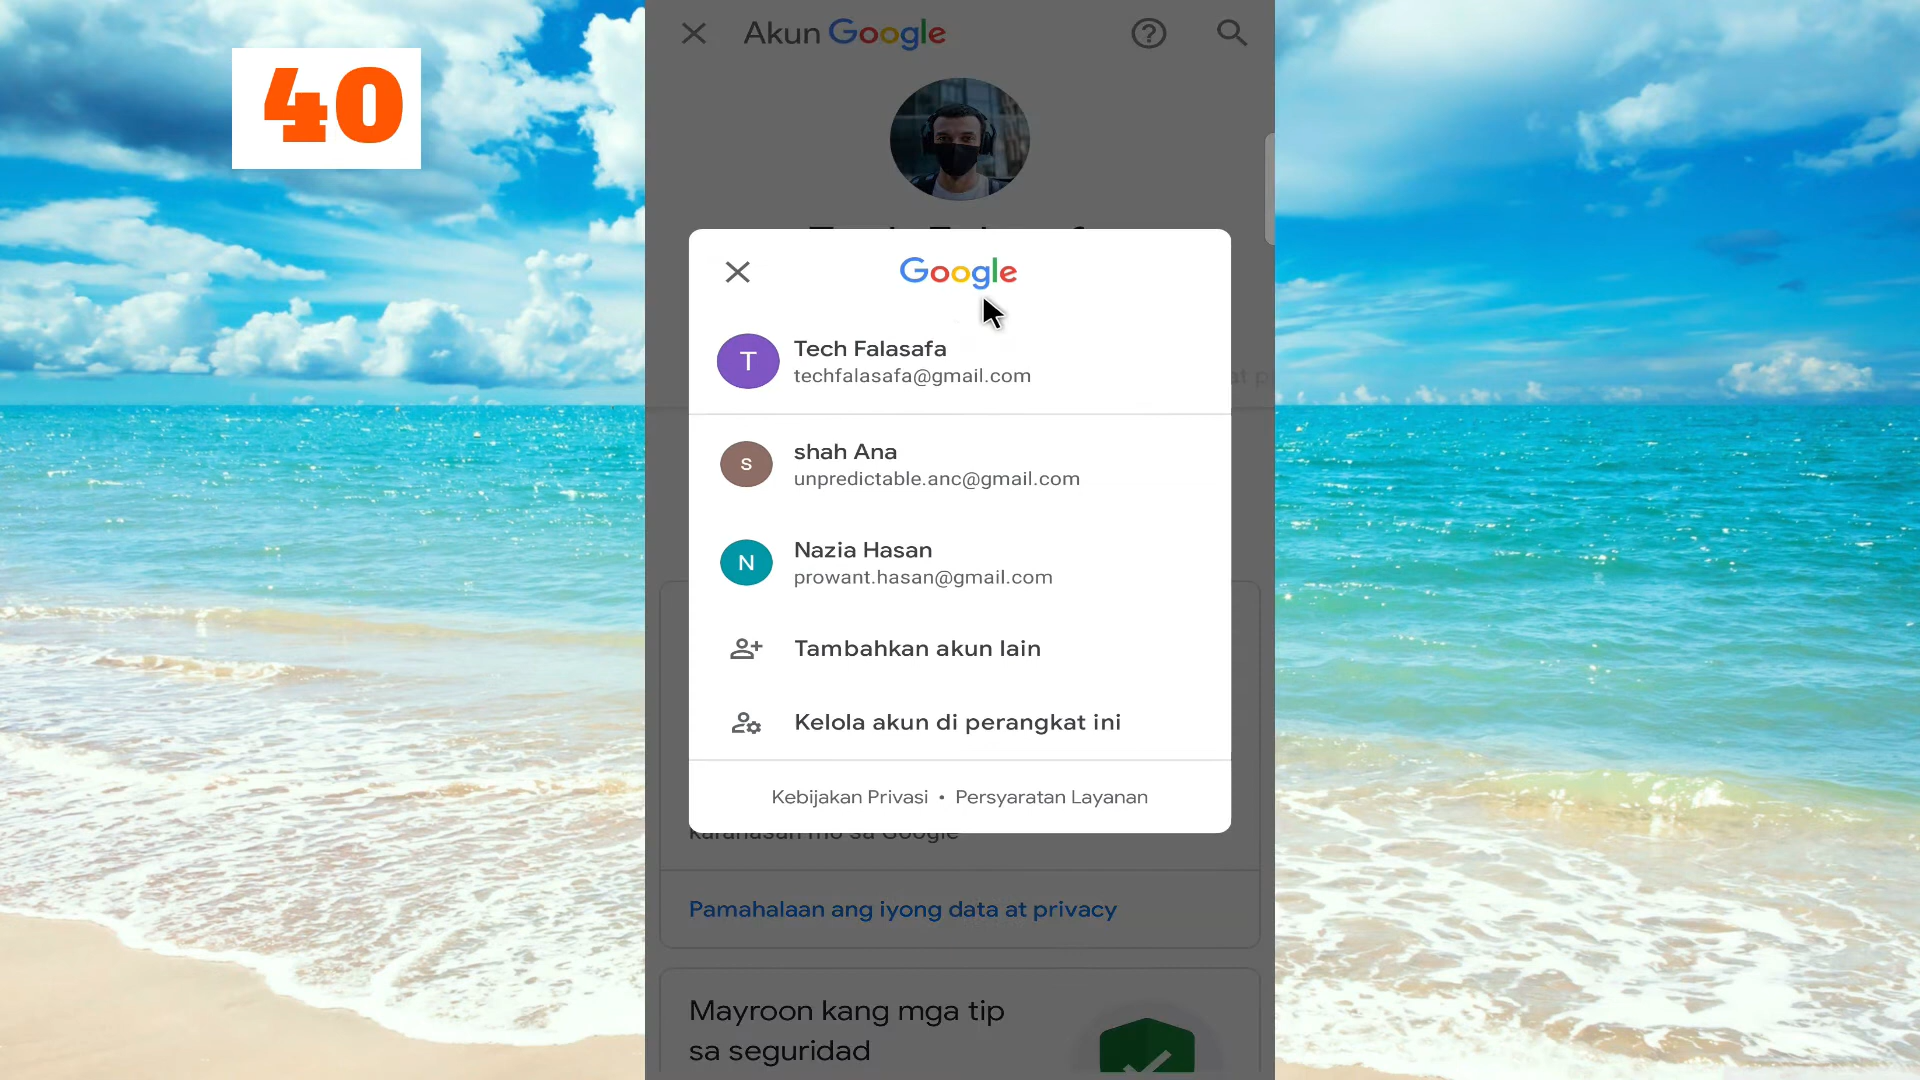 40
Akun Google
Google
T
Tech Falasafa
techfalasafa@gmail.com
s
shah Ana
unpredictable.anc@gmail.com
N
Nazia Hasan
prowant.hasan@gmail.com
Tambahkan akun lain
Kelola akun di perangkat ini
Kebijakan Privasi • Persyaratan Layanan
sa Google
Pamahalaan ang iyong data at privacy
Mayroon kang mga tip
sa seguridad